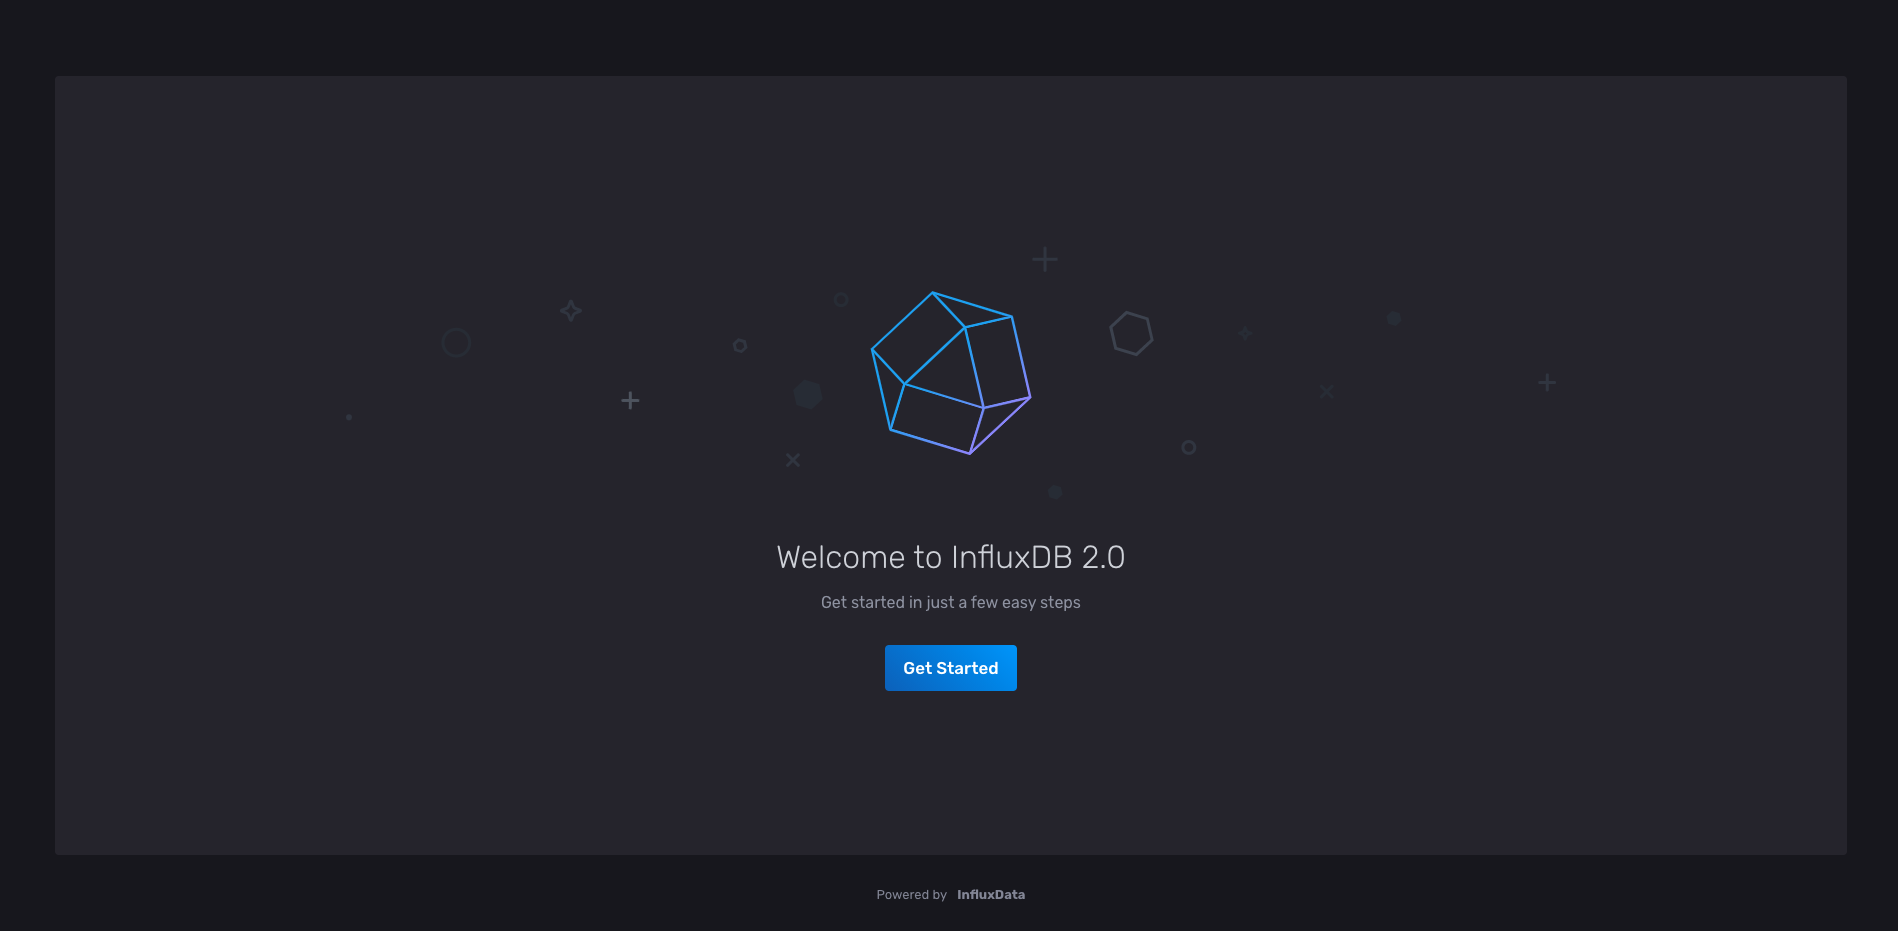 Welcome to InfluxDB 2.0
Get started in just a few easy steps
Get Started
Powered by InfluxData